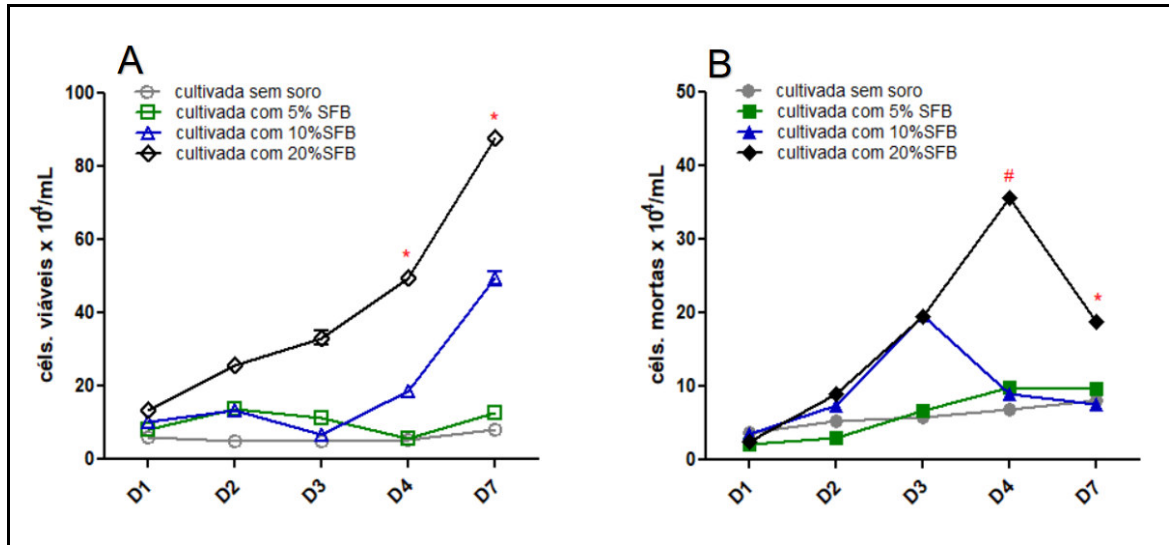 A
cultivada sem soro
cultivada com 5% SFB
cultivada com 10%SFB
cultivada com 20%SFB
céls. viáveis x 10⁴/mL
100
80
60
40
20
0
*
*
D1
D2
D3
D4
D7
B
cultivada sem soro
cultivada com 5% SFB
cultivada com 10%SFB
cultivada com 20%SFB
céls. mortas x 10⁴/mL
50
40
30
20
10
0
#
*
D1
D2
D3
D4
D7